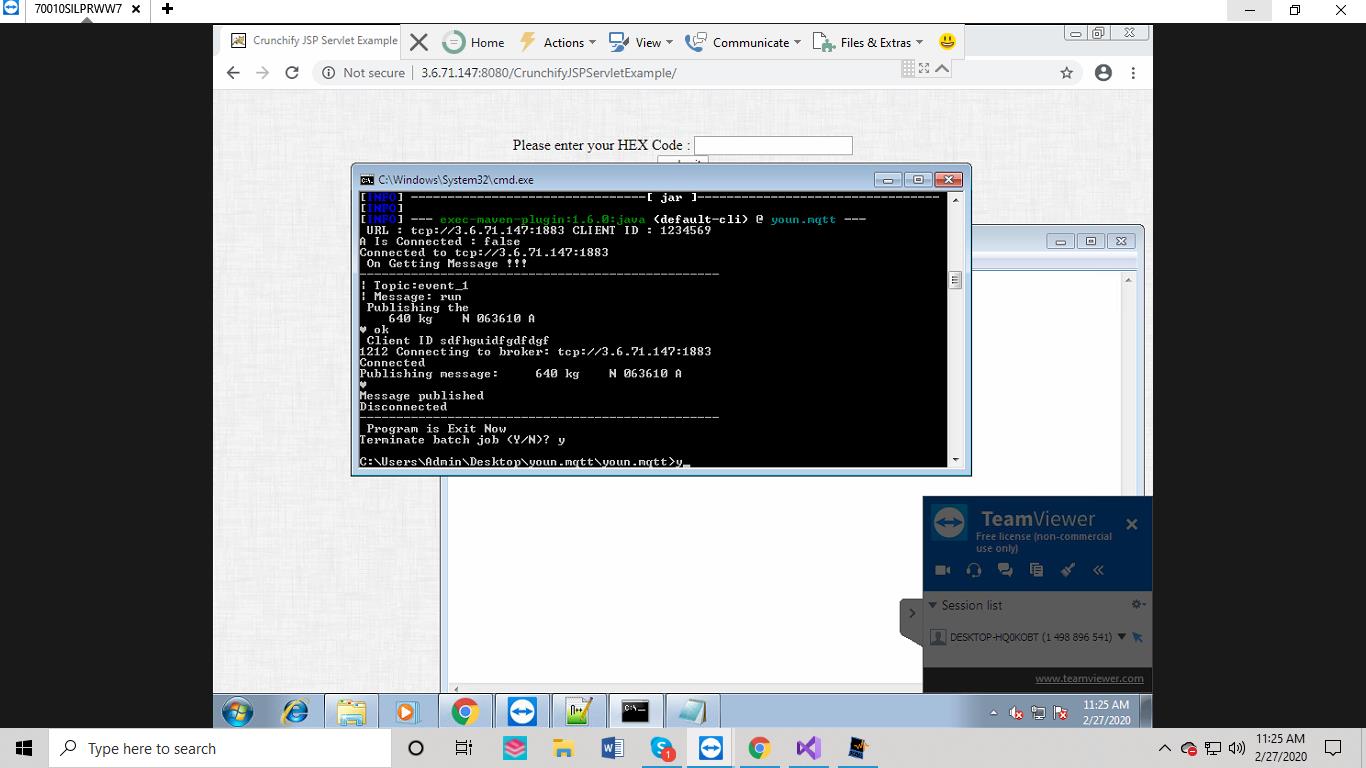 70010SILPRWW7
Crunchify JSP Servlet Example
Home
Actions
View
Communicate
Files & Extras
Not secure
3.6.71.147:8080/CrunchifyJSPServletExample/
Please enter your HEX Code :
C:\Windows\System32\cmd.exe
[INFO] --------------------------------[ jar ]---------------------------------
[INFO]
[INFO] --- exec-maven-plugin:1.6.0:java (default-cli) @ youn.mqtt ---
URL : tcp://3.6.71.147:1883 CLIENT ID : 1234569
A Is Connected : false
Connected to tcp://3.6.71.147:1883
On Getting Message !!!
-------------------------------------------------
| Topic:event_1
| Message: run
Publishing the
640 kg N 063610 A
♥ ok
Client ID sdfhguidfgdfdgf
1212 Connecting to broker: tcp://3.6.71.147:1883
Connected
Publishing message: 640 kg N 063610 A
♥
Message published
Disconnected
-------------------------------------------------
Program is Exit Now
Terminate batch job (Y/N)? y
C:\Users\Admin\Desktop\youn.mqtt\youn.mqtt>y_
TeamViewer
Free license (non-commercial
use only)
Session list
DESKTOP-HQ0KOBT (1 498 896 541)
www.teamviewer.com
11:25 AM
2/27/2020
Type here to search
11:25 AM
2/27/2020